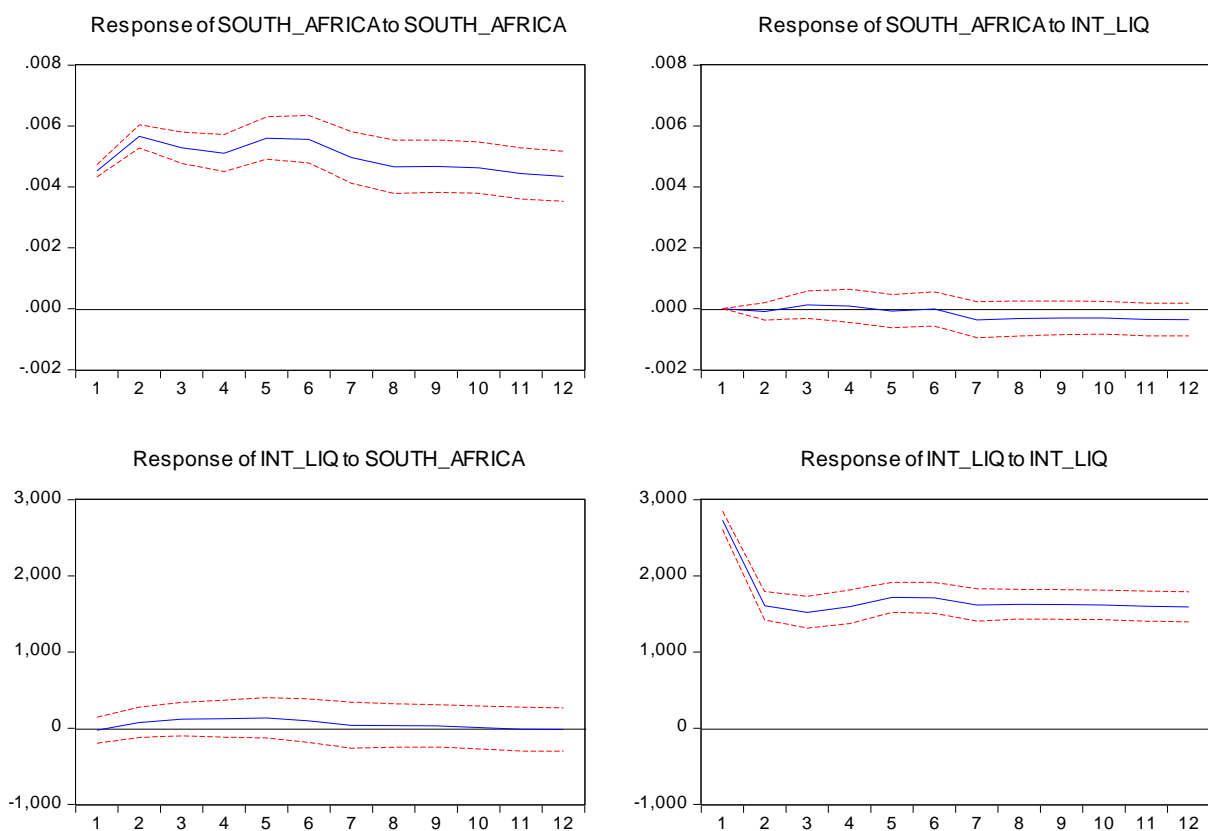 Response of SOUTH_AFRICA to SOUTH_AFRICA
.008
.006
.004
.002
.000
-.002
1 2 3 4 5 6 7 8 9 10 11 12
Response of SOUTH_AFRICA to INT_LIQ
.008
.006
.004
.002
.000
-.002
1 2 3 4 5 6 7 8 9 10 11 12
Response of INT_LIQ to SOUTH_AFRICA
3,000
2,000
1,000
0
-1,000
1 2 3 4 5 6 7 8 9 10 11 12
Response of INT_LIQ to INT_LIQ
3,000
2,000
1,000
0
-1,000
1 2 3 4 5 6 7 8 9 10 11 12